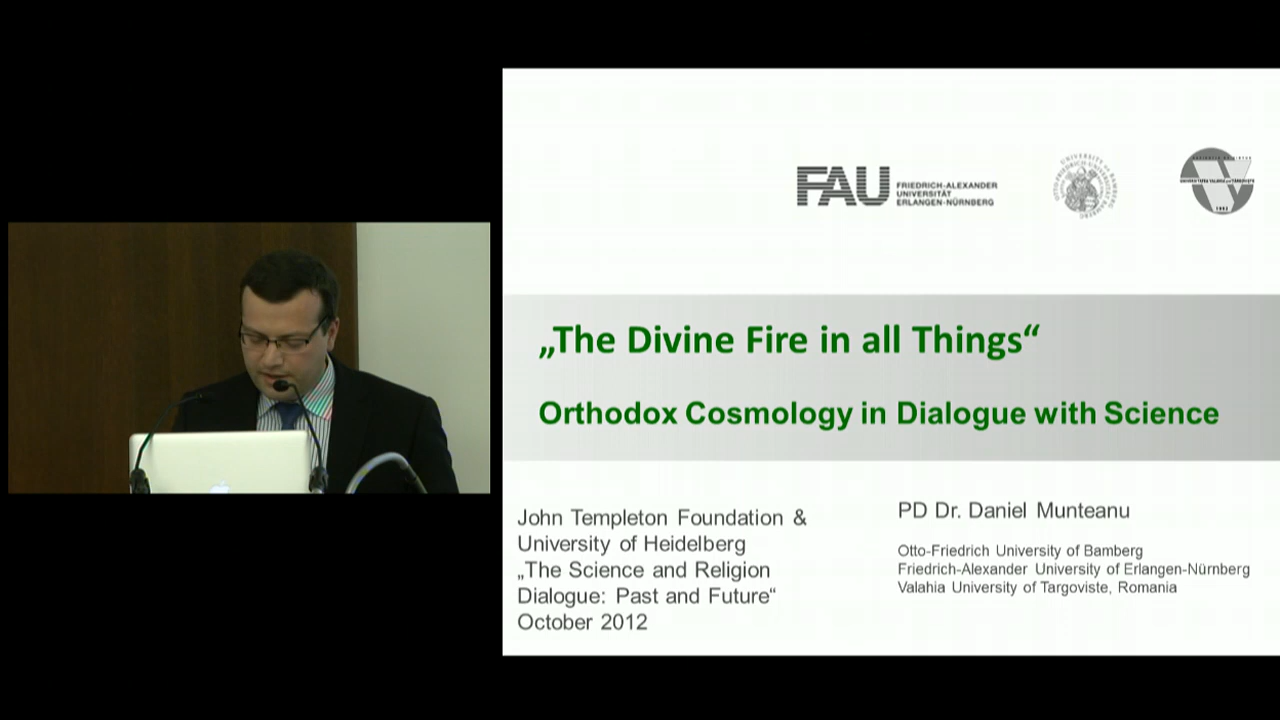 FAU
FRIEDRICH-ALEXANDER
UNIVERSITÄT
ERLANGEN-NÜRNBERG
„The Divine Fire in all Things“
Orthodox Cosmology in Dialogue with Science
John Templeton Foundation &
University of Heidelberg
„The Science and Religion
Dialogue: Past and Future“
October 2012
PD Dr. Daniel Munteanu
Otto-Friedrich University of Bamberg
Friedrich-Alexander University of Erlangen-Nürnberg
Valahia University of Targoviste, Romania